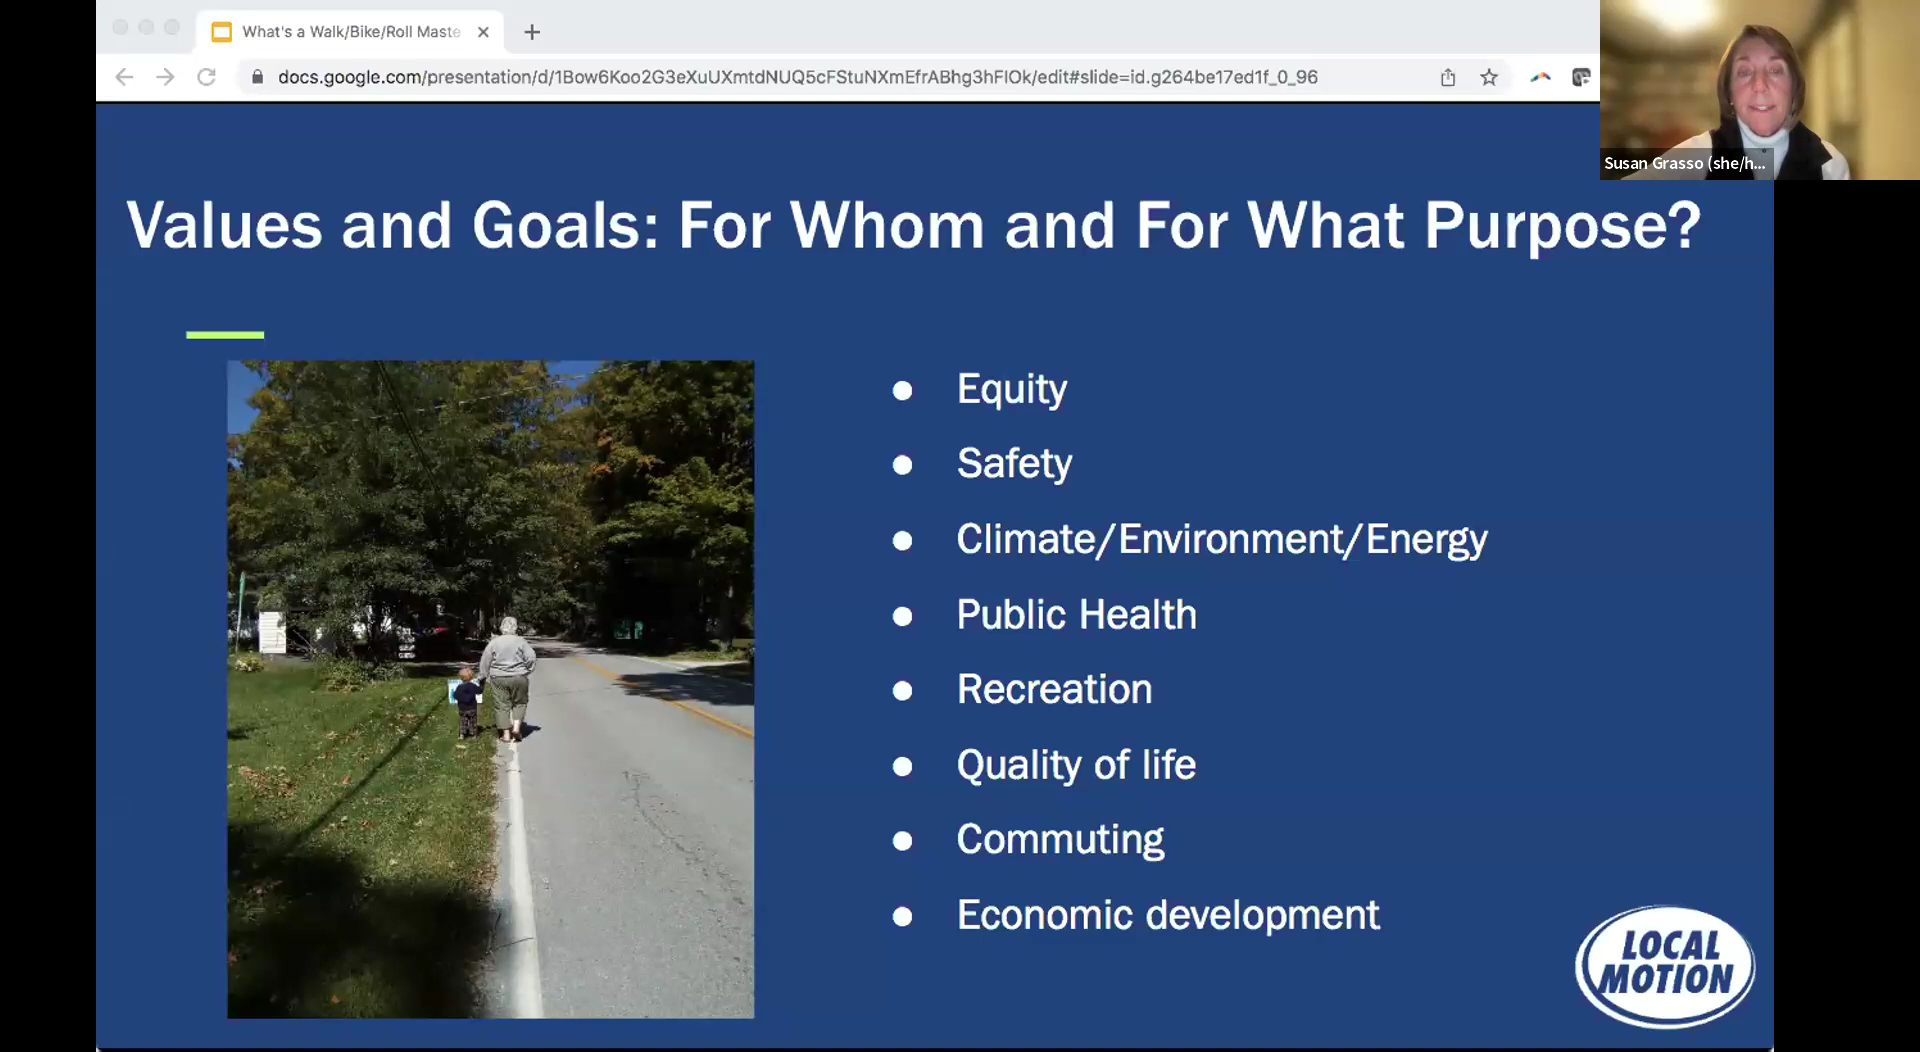 What's a Walk/Bike/Roll Maste
docs.google.com/presentation/d/1Bow6Koo2G3eXuUXmtdNUQ5cFStuNXmEfrABhg3hFlOk/edit#slide=id.g264be17ed1f_0_96
Susan Grasso (she/h...
Values and Goals: For Whom and For What Purpose?
Equity
Safety
Climate/Environment/Energy
Public Health
Recreation
Quality of life
Commuting
Economic development
LOCAL
MOTION